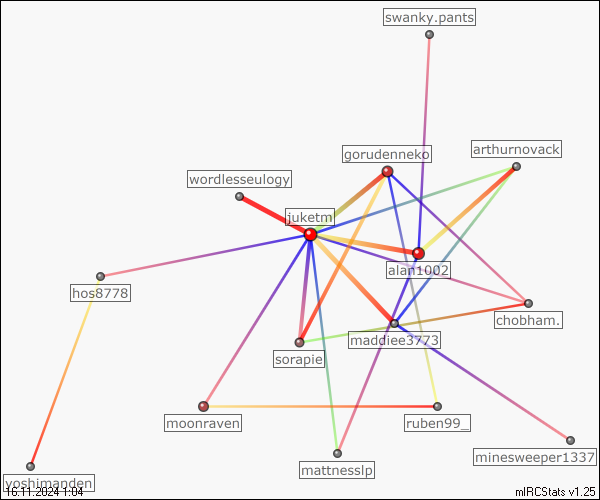 swanky.pants
gorudenneko
arthurnovack
wordlesseulogy
juketm
alan1002
hos8778
chobham.
maddiee3773
sorapie
moonraven
ruben99_
mattnesslp
minesweeper1337
yoshimanden
16.11.2024 1:04
mIRCStats v1.25